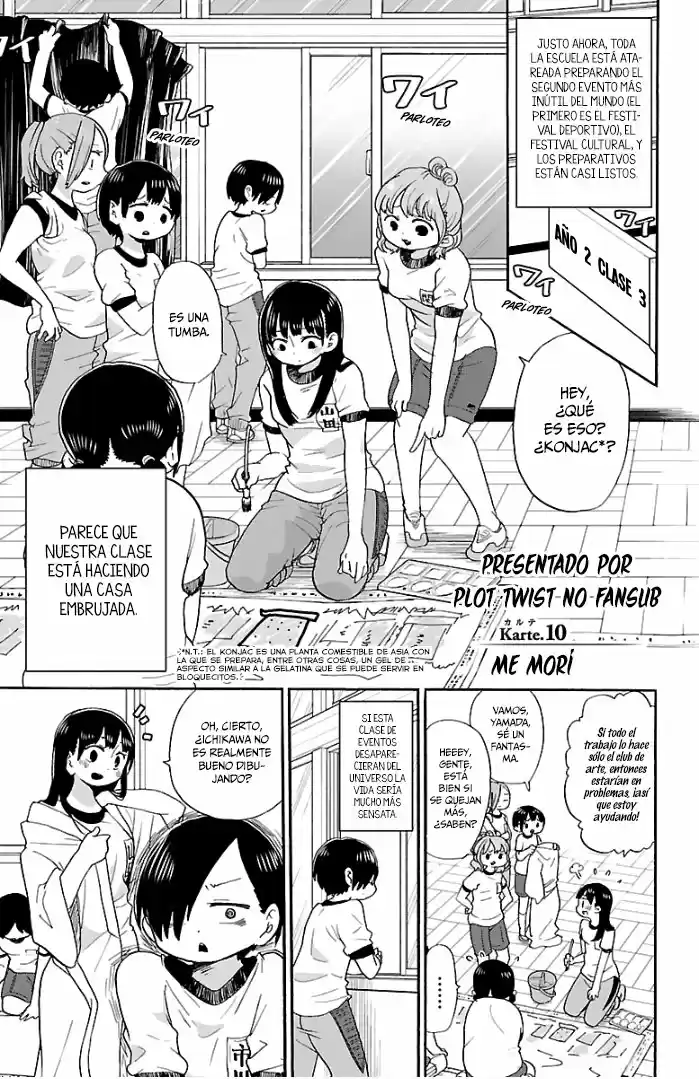 JUSTO AHORA, TODA
LA ESCUELA ESTÁ ATA-
READA PREPARANDO EL
SEGUNDO EVENTO MÁS
INÚTIL DEL MUNDO (EL
PRIMERO ES EL FESTI-
VAL DEPORTIVO), EL
FESTIVAL CULTURAL, Y
LOS PREPARATIVOS
ESTÁN CASI LISTOS.
ワイ
PARLOTEO
ワイ
PARLOTEO
AÑO 2 CLASE 3
ワイ
PARLOTEO
HEY,
¿QUÉ
ES ESO?
¿KONJAC*?
ES UNA
TUMBA.
山田
PARECE QUE
NUESTRA CLASE
ESTÁ HACIENDO
UNA CASA
EMBRUJADA.
PRESENTADO POR
PLOT TWIST NO FANSUB
カルテ
Karte.10
ME MORÍ
*N.T.: EL KONJAC ES UNA PLANTA COMESTIBLE DE ASIA CON
LA QUE SE PREPARA, ENTRE OTRAS COSAS, UN GEL DE
ASPECTO SIMILAR A LA GELATINA QUE SE PUEDE SERVIR EN
BLOQUECITOS.
Si todo el
trabajo lo hace
sólo el club de
arte, entonces
estarían en
problemas, ¡así
que estoy
ayudando!
VAMOS,
YAMADA,
SÉ UN
FANTAS-
MA.
HEEEY,
GENTE,
ESTÁ
BIEN SI
SE QUEJAN
MÁS,
¿SABEN?
SI ESTA
CLASE DE
EVENTOS
DESAPARE-
CIERAN DEL
UNIVERSO LA
VIDA SERÍA
MUCHO MÁS
SENSATA.
OH, CIERTO,
¿ICHIKAWA NO
ES REALMENTE
BUENO DIBU-
JANDO?
市川